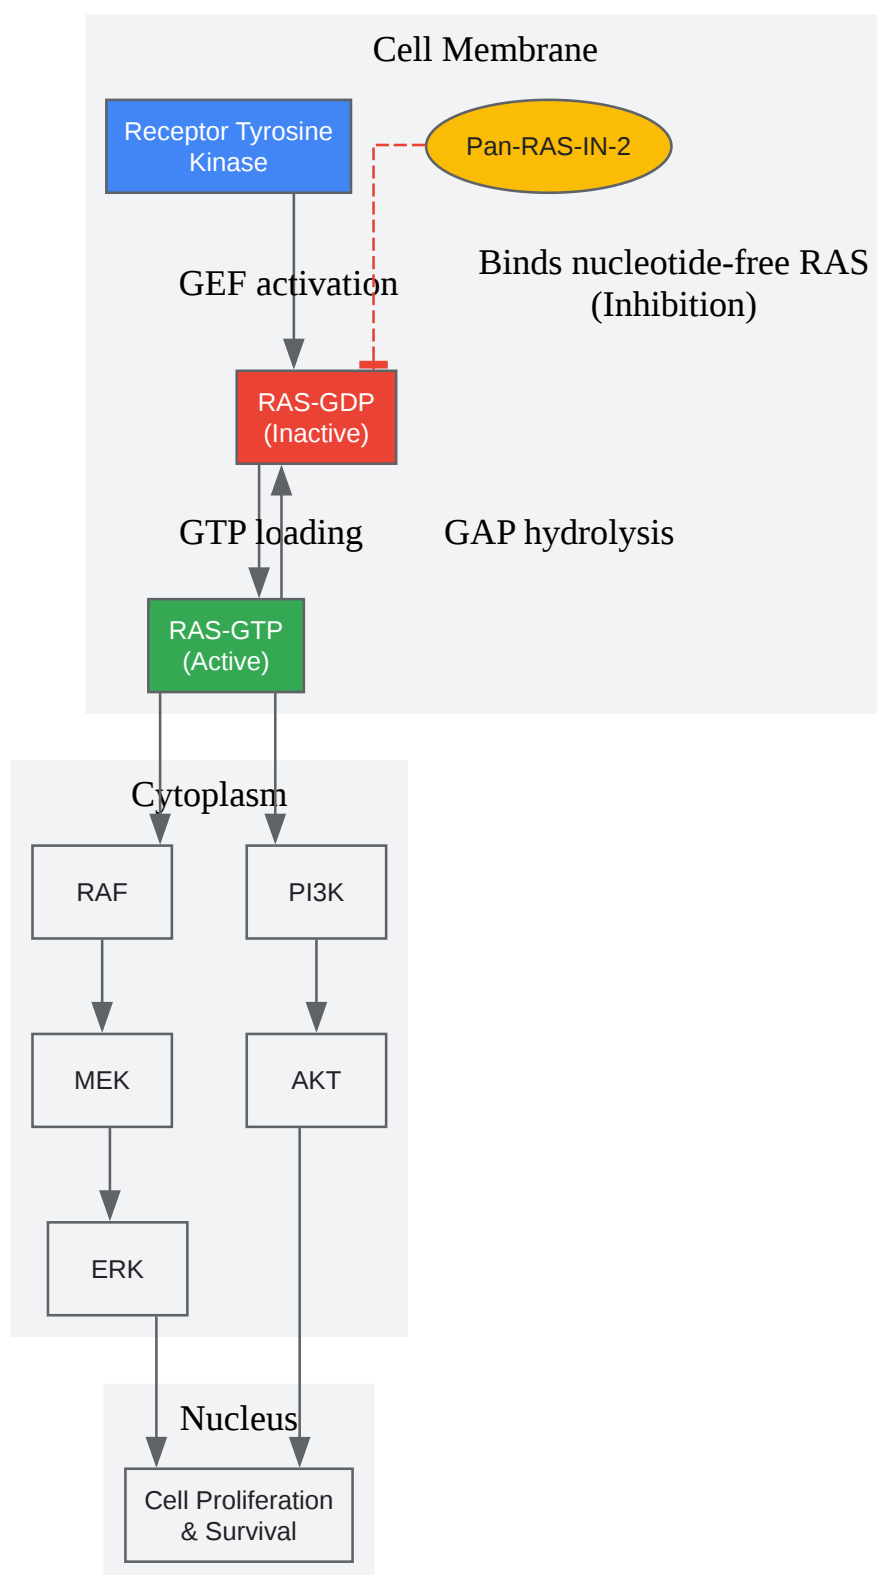 Cell Membrane
Receptor Tyrosine
Kinase
Pan-RAS-IN-2
GEF activation
Binds nucleotide-free RAS
(Inhibition)
RAS-GDP
(Inactive)
GTP loading
GAP hydrolysis
RAS-GTP
(Active)
Cytoplasm
RAF
PI3K
MEK
AKT
ERK
Nucleus
Cell Proliferation
& Survival